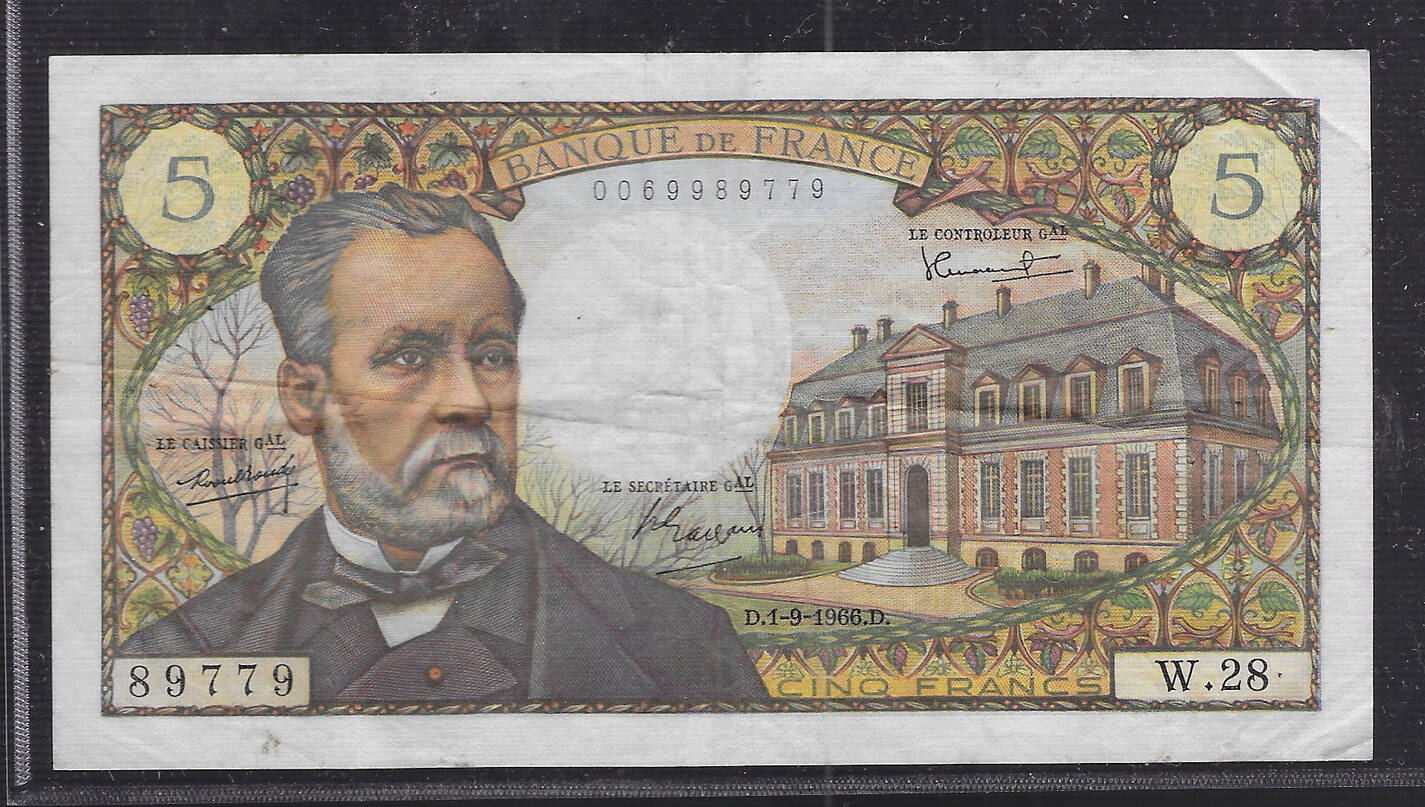 BANQUE DE FRANCE
5
5
0069989779
LE CONTROLEUR GAL
LE CAISSIER GAL
LE SECRÉTAIRE GAL
D.1-9-1966.D.
89779
CINQ FRANCS
W.28